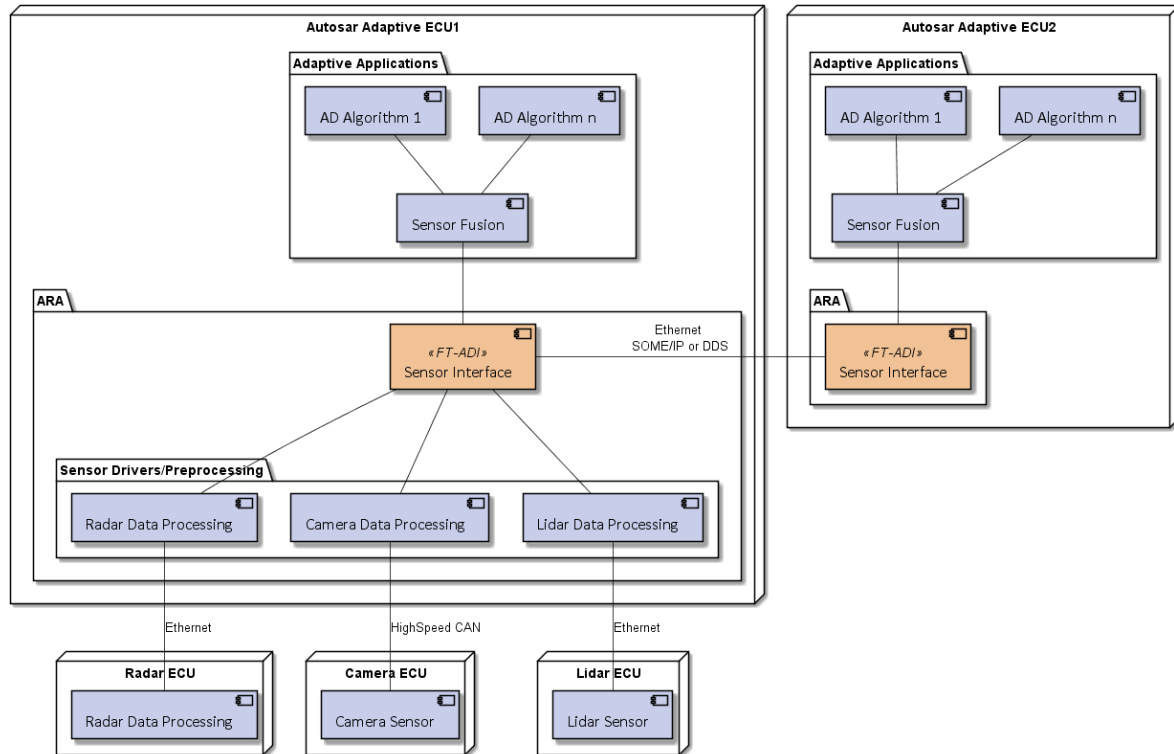 Autosar Adaptive ECU1
Autosar Adaptive ECU2
Adaptive Applications
AD Algorithm 1
AD Algorithm n
Sensor Fusion
Adaptive Applications
AD Algorithm 1
AD Algorithm n
Sensor Fusion
ARA
«FT-ADI»
Sensor Interface
Ethernet
SOME/IP or DDS
ARA
«FT-ADI»
Sensor Interface
Sensor Drivers/Preprocessing
Radar Data Processing
Camera Data Processing
Lidar Data Processing
Ethernet
HighSpeed CAN
Ethernet
Radar ECU
Radar Data Processing
Camera ECU
Camera Sensor
Lidar ECU
Lidar Sensor